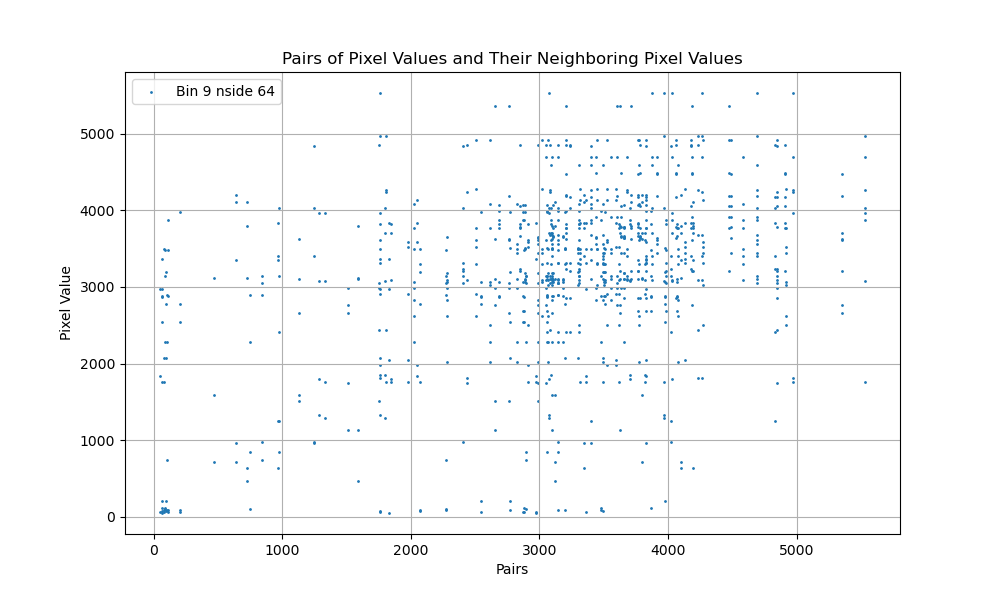 Pairs of Pixel Values and Their Neighboring Pixel Values
Bin 9 nside 64
Pixel Value
5000
4000
3000
2000
1000
0
0 1000 2000 3000 4000 5000
Pairs